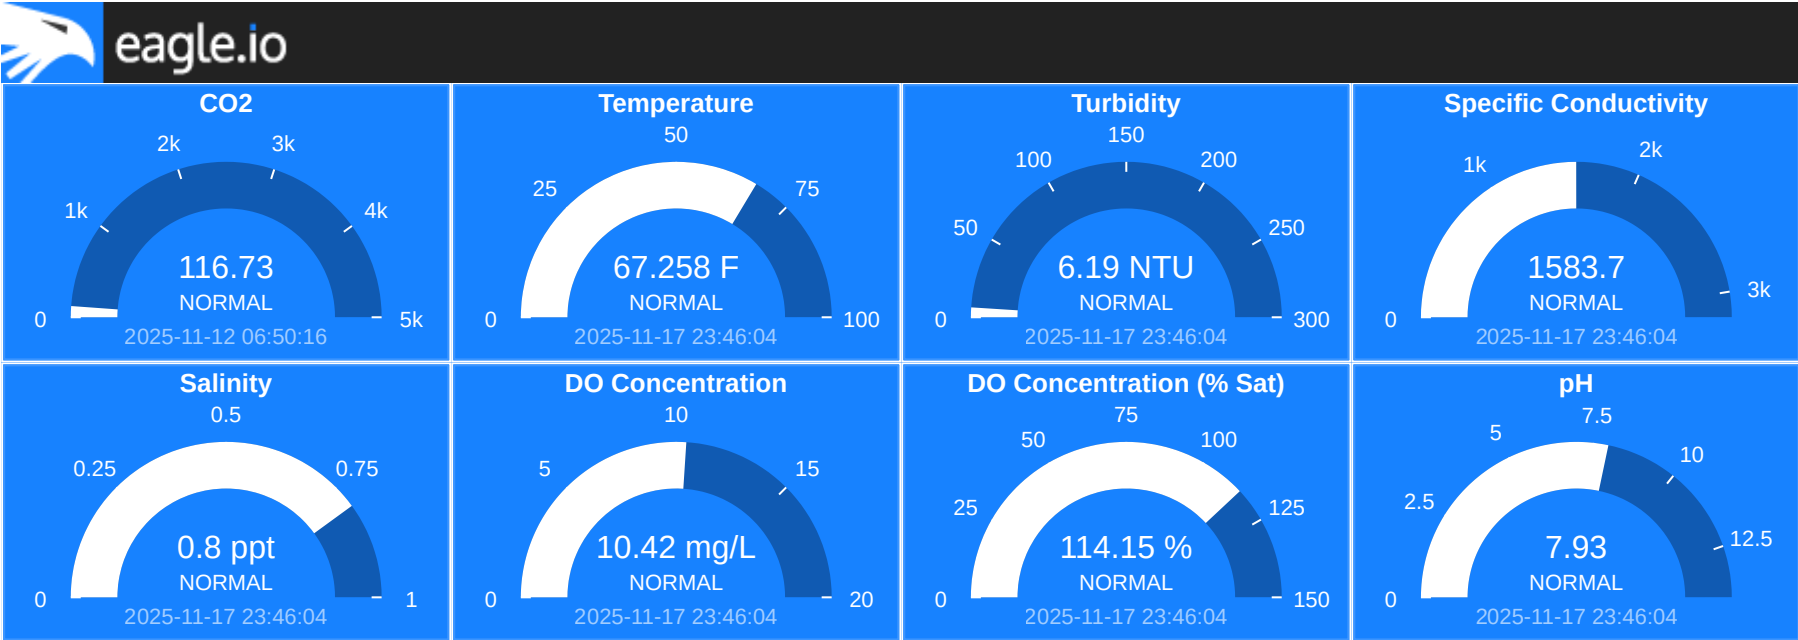 eagle.io
CO2
2k
3k
1k
4k
116.73
NORMAL
0
5k
2025-11-12 06:50:16
Temperature
50
25
75
67.258 F
NORMAL
0
100
2025-11-17 23:46:04
Turbidity
150
100
200
50
250
6.19 NTU
NORMAL
0
300
2025-11-17 23:46:04
Specific Conductivity
1k
2k
1583.7
3k
NORMAL
0
2025-11-17 23:46:04
Salinity
0.5
0.25
0.75
0.8 ppt
NORMAL
0
1
2025-11-17 23:46:04
DO Concentration
10
5
15
10.42 mg/L
NORMAL
0
20
2025-11-17 23:46:04
DO Concentration (% Sat)
75
50
100
25
125
114.15 %
NORMAL
0
150
2025-11-17 23:46:04
pH
7.5
5
10
2.5
12.5
7.93
NORMAL
0
2025-11-17 23:46:04